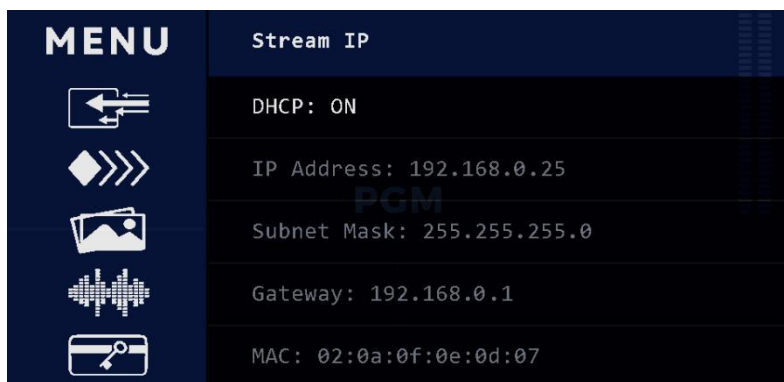 MENU
Stream IP
DHCP: ON
IP Address: 192.168.0.25
PGM
Subnet Mask: 255.255.255.0
Gateway: 192.168.0.1
MAC: 02:0a:0f:0e:0d:07